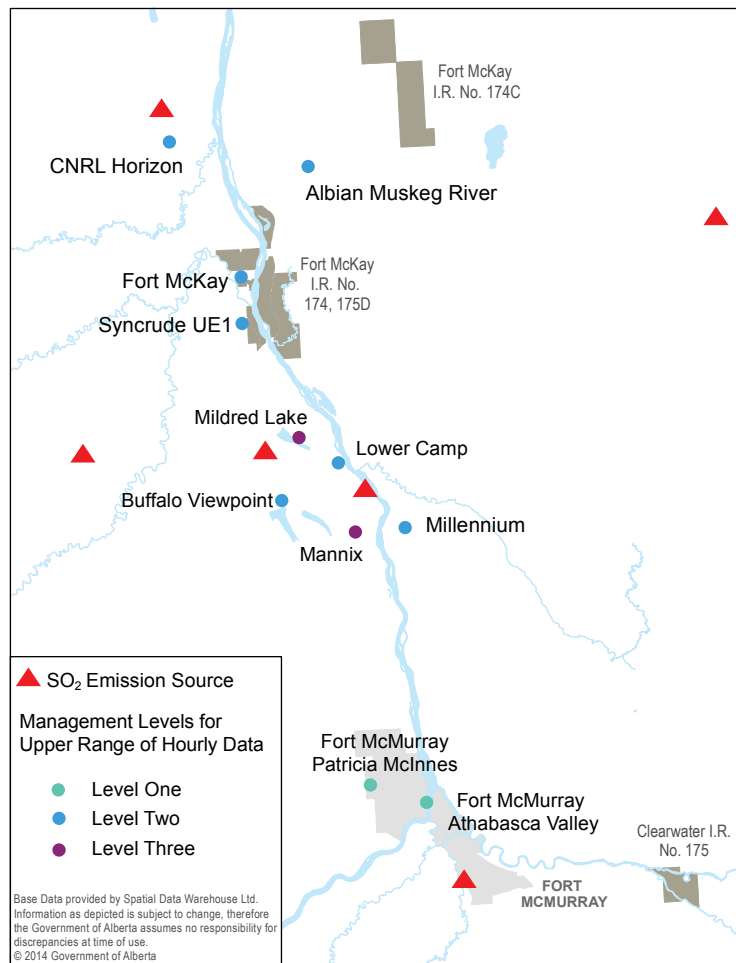 Fort McKay
I.R. No. 174C
CNRL Horizon
Albian Muskeg River
Fort McKay
I.R. No.
174, 175D
Fort McKay
Syncrude UE1
Mildred Lake
Lower Camp
Buffalo Viewpoint
Millennium
Mannix
SO₂ Emission Source
Management Levels for
Upper Range of Hourly Data
Level One
Level Two
Level Three
Fort McMurray
Patricia McInnes
Fort McMurray
Athabasca Valley
Clearwater I.R.
No. 175
FORT
MCMURRAY
Base Data provided by Spatial Data Warehouse Ltd.
Information as depicted is subject to change, therefore
the Government of Alberta assumes no responsibility for
discrepancies at time of use.
© 2014 Government of Alberta